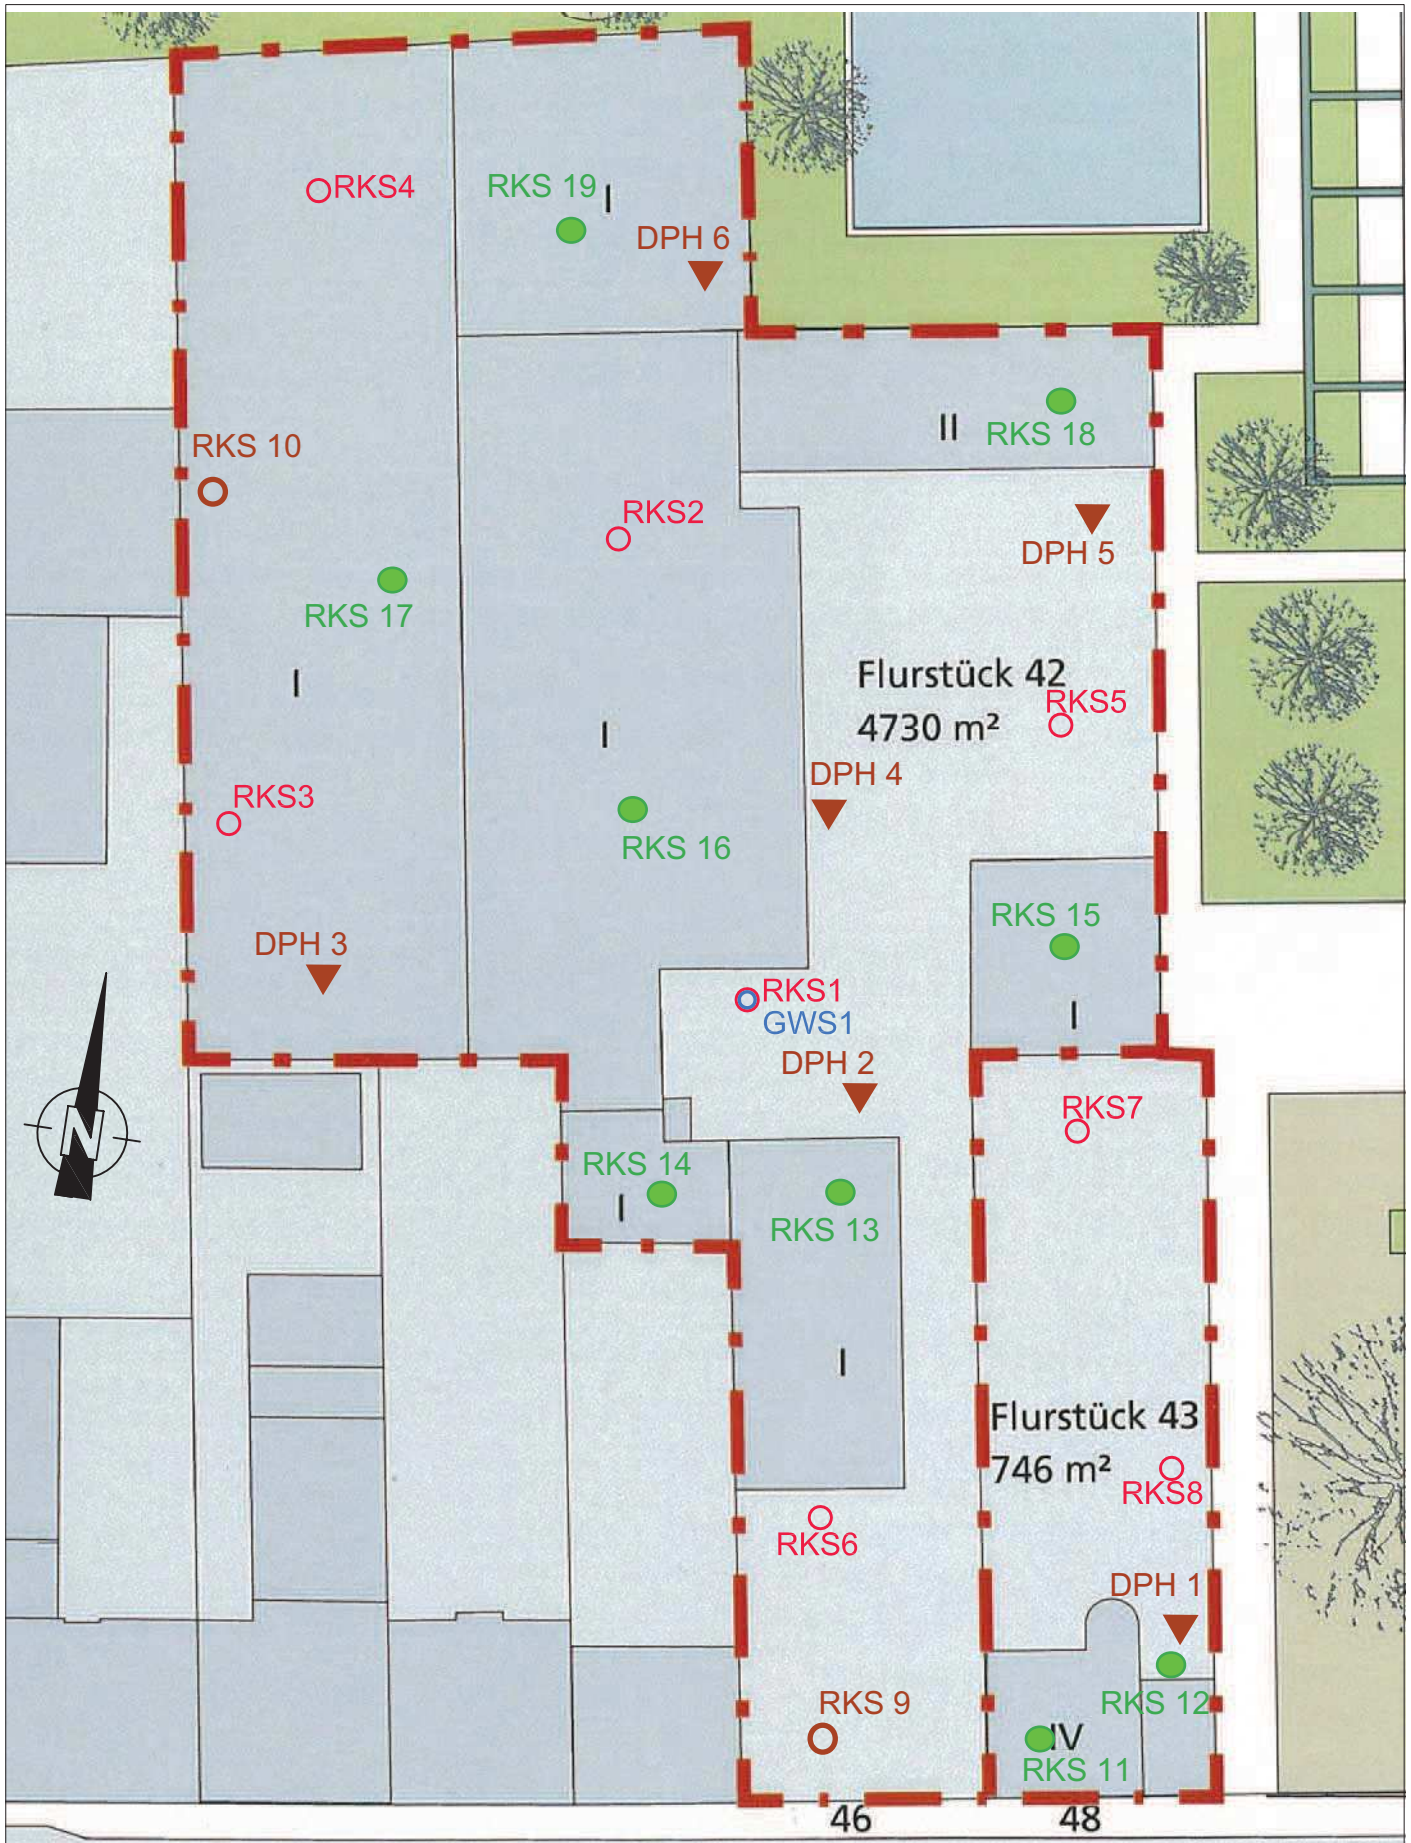 RKS4
RKS 19
I
DPH 6
II
RKS 18
RKS 10
RKS2
DPH 5
RKS 17
I
Flurstück 42
4730 m²
RKS5
I
DPH 4
RKS3
RKS 16
RKS 15
DPH 3
RKS1
GWS1
I
DPH 2
N
RKS7
RKS 14
I
RKS 13
I
Flurstück 43
746 m²
RKS8
RKS6
DPH 1
RKS 9
RKS 12
IV
RKS 11
46
48